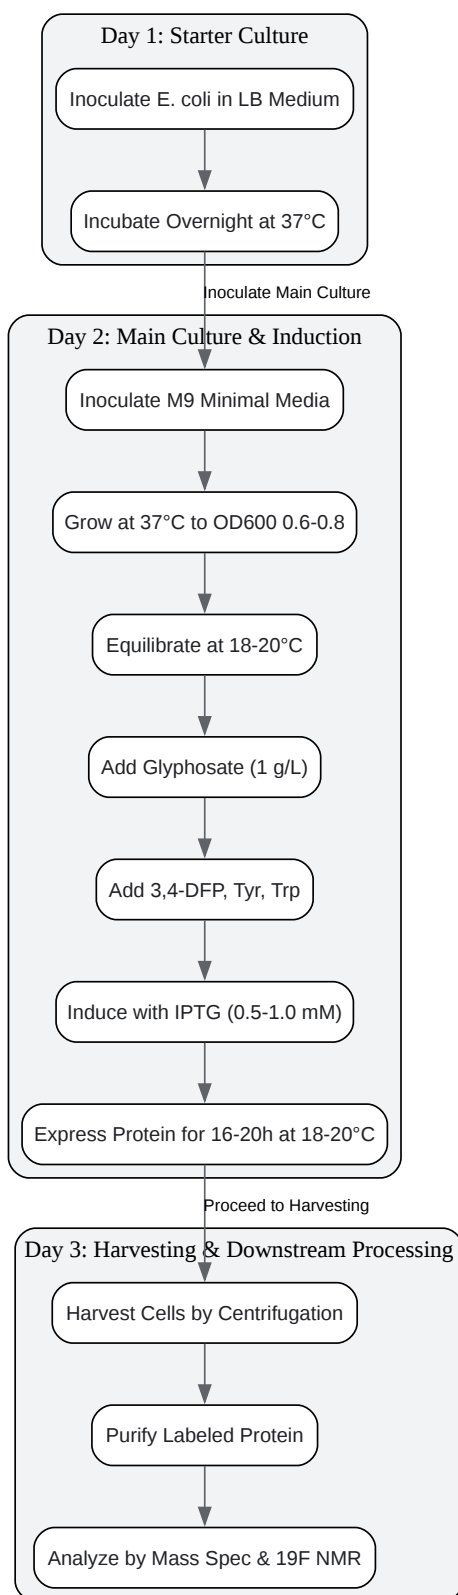 Day 1: Starter Culture
Inoculate E. coli in LB Medium
Incubate Overnight at 37°C
Inoculate Main Culture
Day 2: Main Culture & Induction
Inoculate M9 Minimal Media
Grow at 37°C to OD600 0.6-0.8
Equilibrate at 18-20°C
Add Glyphosate (1 g/L)
Add 3,4-DFP, Tyr, Trp
Induce with IPTG (0.5-1.0 mM)
Express Protein for 16-20h at 18-20°C
Proceed to Harvesting
Day 3: Harvesting & Downstream Processing
Harvest Cells by Centrifugation
Purify Labeled Protein
Analyze by Mass Spec & 19F NMR